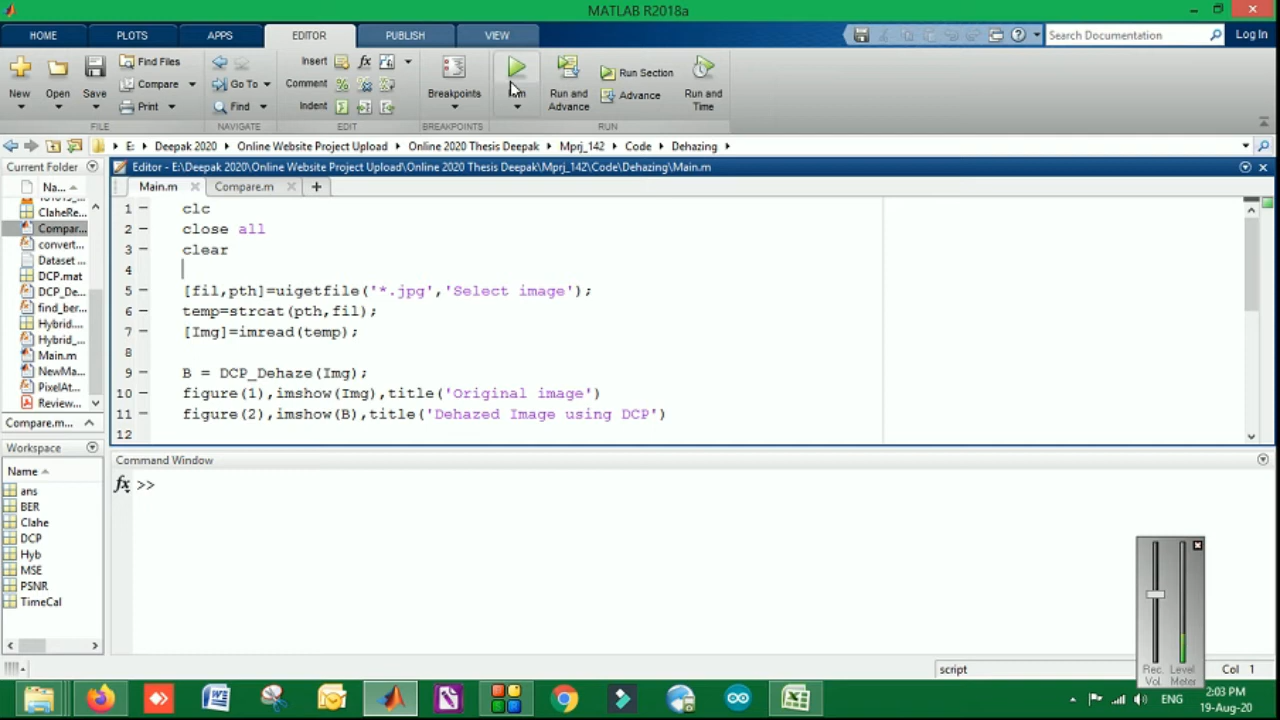 MATLAB R2018a
HOME PLOTS APPS EDITOR PUBLISH VIEW Search Documentation Log In
New Open Save Find Files Compare Print Go To Find Insert Comment Indent fx Breakpoints Run and Advance Run Section Advance Run and Time
FILE NAVIGATE EDIT BREAKPOINTS RUN
E: Deepak 2020 Online Website Project Upload Online 2020 Thesis Deepak Mprj_142 Code Dehazing
Current Folder
Na...
ClaheRe...
Compar...
convert...
Dataset ...
DCP.mat
DCP_De...
find_ber...
Hybrid....
Hybrid_...
Main.m
NewMa...
PixelAt...
Review...
Compare.m...
Workspace
Name
ans
BER
Clahe
DCP
Hyb
MSE
PSNR
TimeCal
Editor - E:\Deepak 2020\Online Website Project Upload\Online 2020 Thesis Deepak\Mprj_142\Code\Dehazing\Main.m
Main.m Compare.m
1 clc
2 close all
3 clear
4
5 [fil,pth]=uigetfile('*.jpg','Select image');
6 temp=strcat(pth,fil);
7 [Img]=imread(temp);
8
9 B = DCP_Dehaze(Img);
10 figure(1),imshow(Img),title('Original image')
11 figure(2),imshow(B),title('Dehazed Image using DCP')
12
Command Window
fx >>
Rec. Vol. Level Meter
script Col 1
ENG
2:03 PM
19-Aug-20